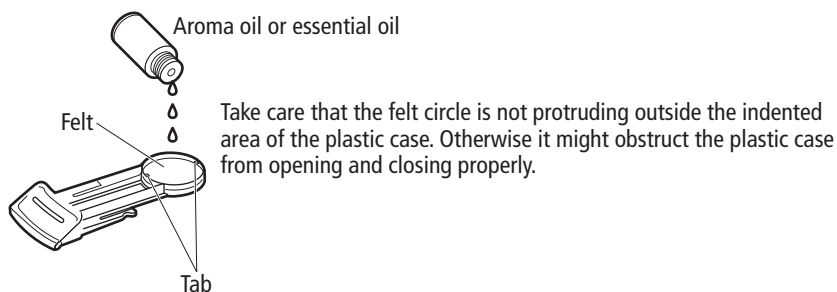 Aroma oil or essential oil
Felt
Take care that the felt circle is not protruding outside the indented
area of the plastic case. Otherwise it might obstruct the plastic case
from opening and closing properly.
Tab